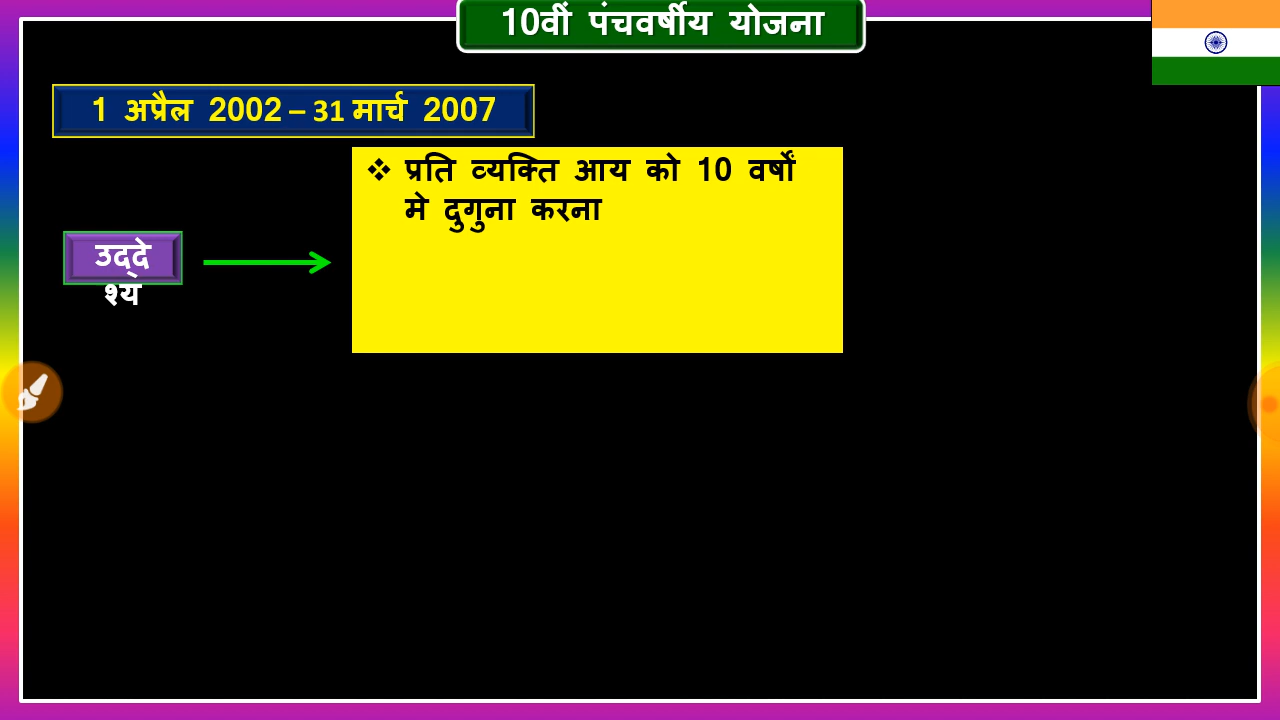 10वीं पंचवर्षीय योजना
1 अप्रैल 2002 – 31 मार्च 2007
❖ प्रति व्यक्ति आय को 10 वर्षों
मे दुगुना करना
उद्दे
श्य